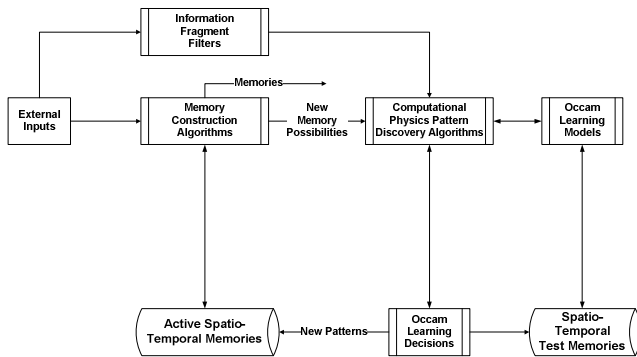 Information
Fragment
Filters
Memories
External
Inputs
Memory
Construction
Algorithms
New
Memory
Possibilities
Computational
Physics Pattern
Discovery Algorithms
Occam
Learning
Models
Active Spatio-
Temporal Memories
New Patterns
Occam
Learning
Decisions
Spatio-
Temporal
Test Memories